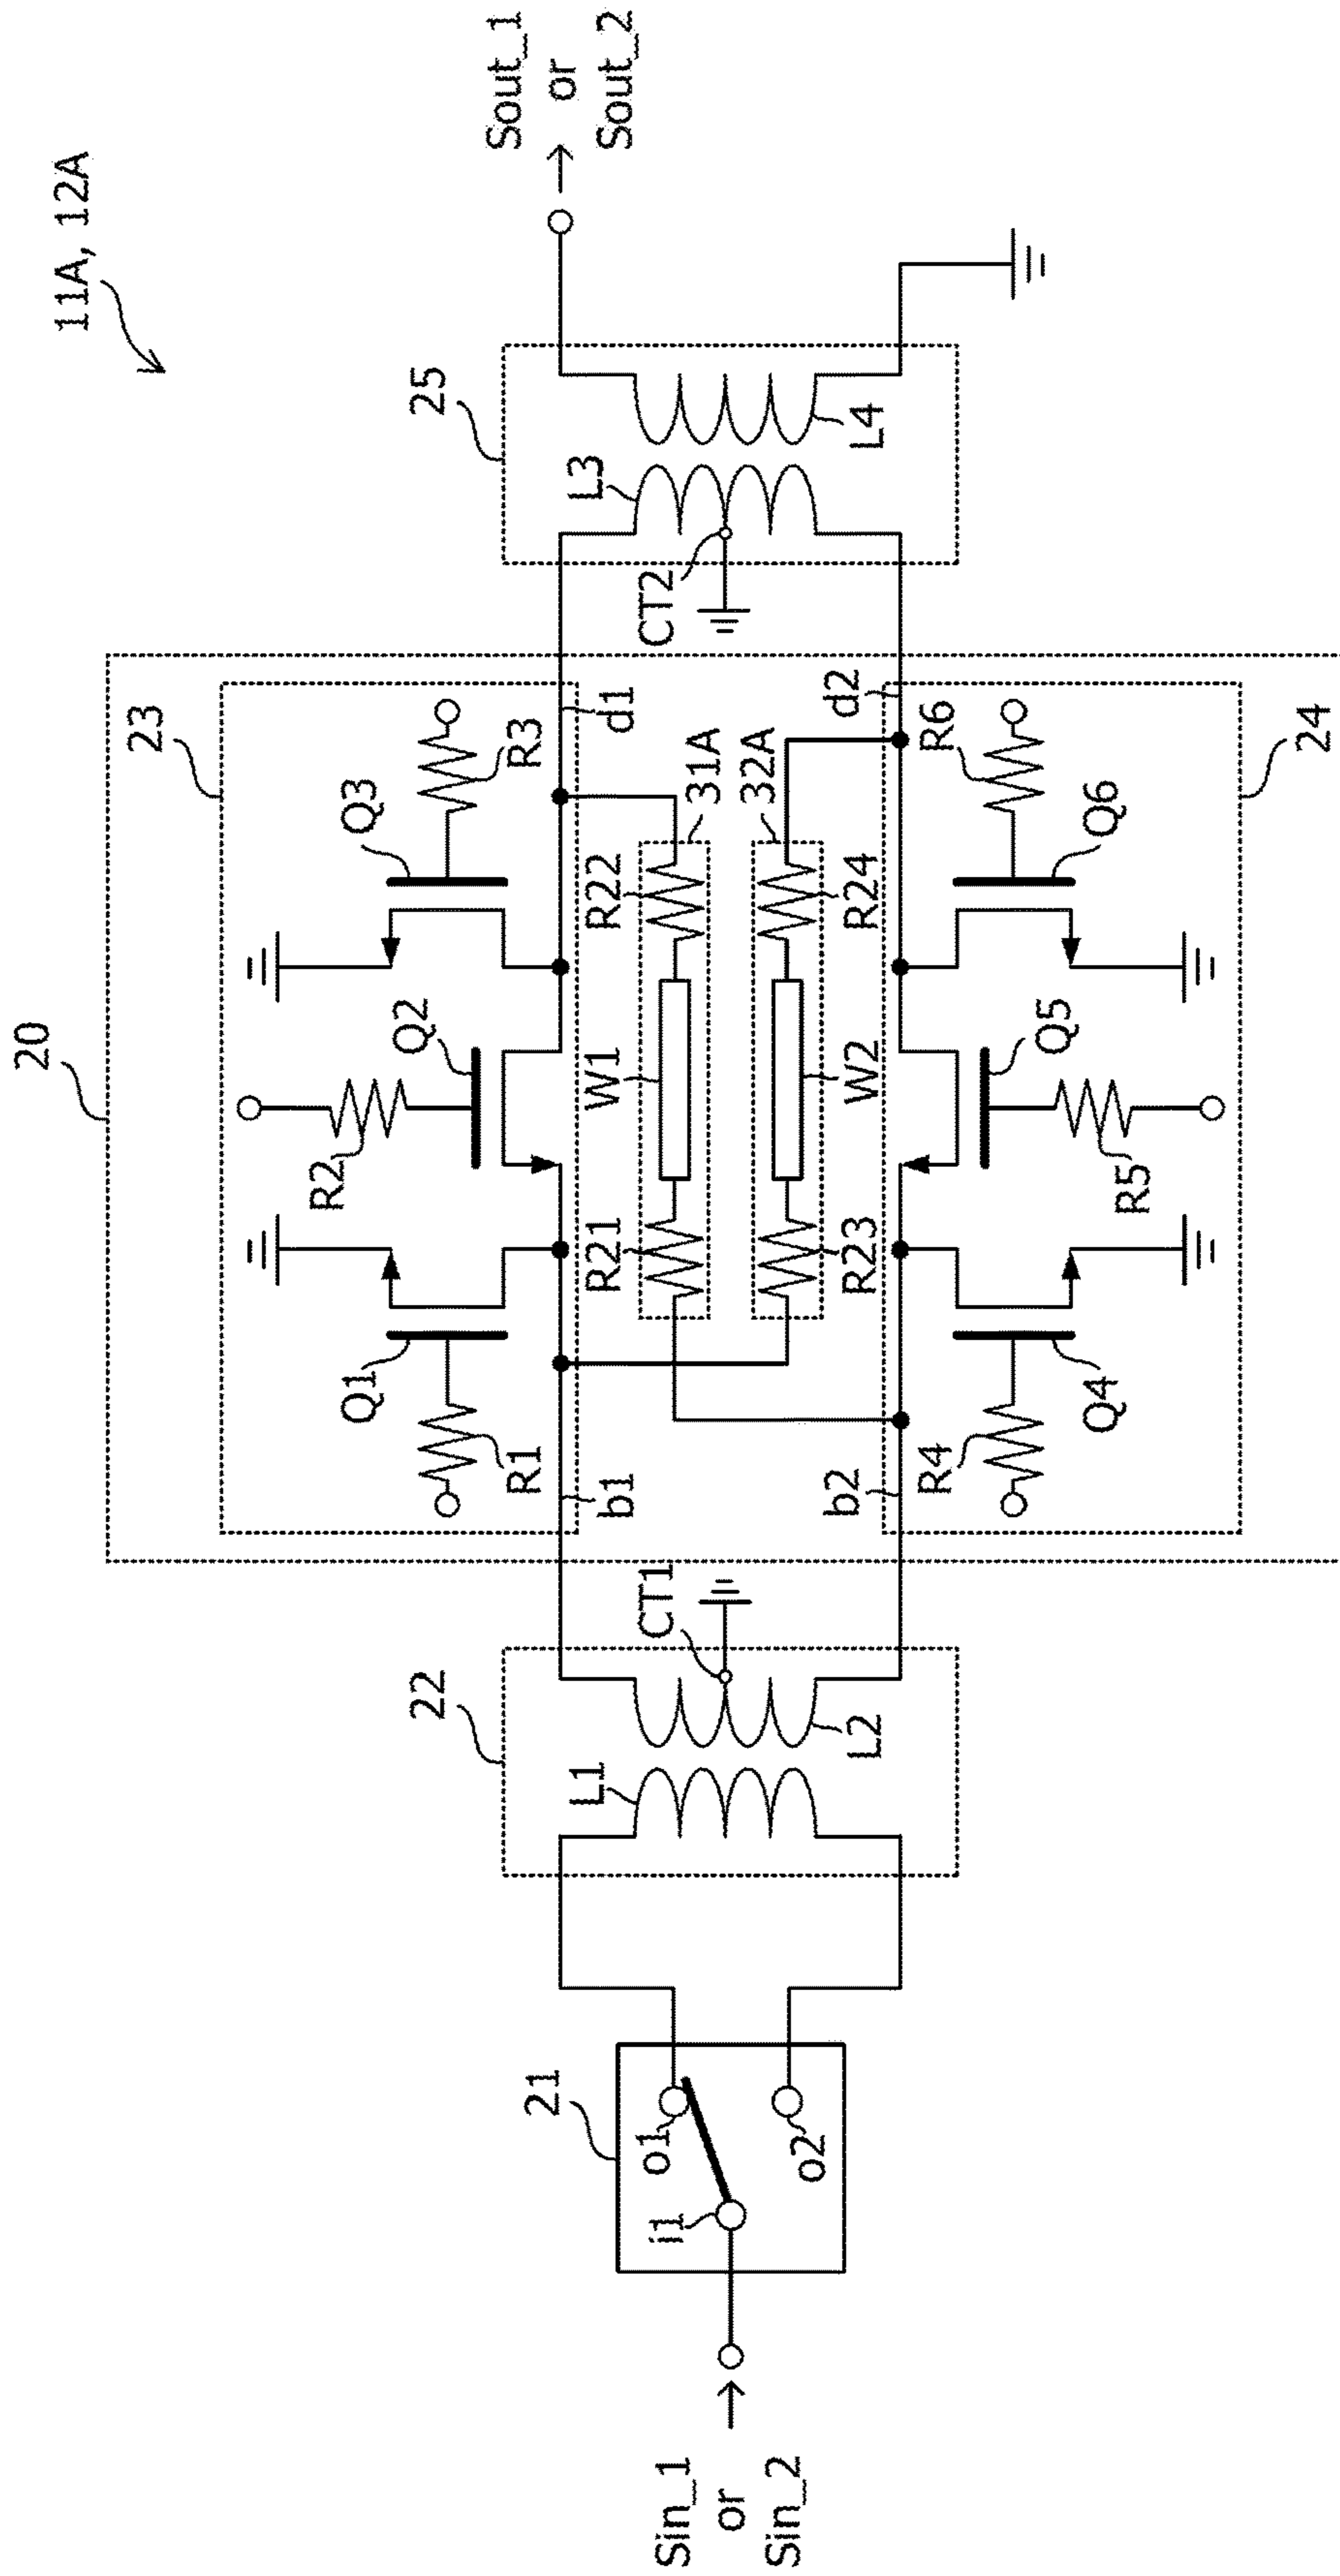 11A, 12A
20
23
Q1
R1
R2
Q2
Q3
R3
21
i1
o1
o2
Sin_1
or
Sin_2
22
L1
L2
CT1
b1
b2
R21
W1
R22
31A
R23
W2
R24
32A
d1
d2
25
L3
L4
CT2
Sout_1
or
Sout_2
R4
Q4
Q5
R5
Q6
R6
24